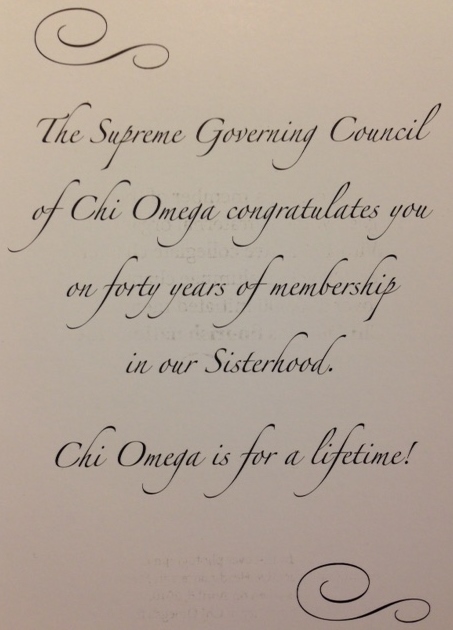 The Supreme Governing Council
of Chi Omega congratulates you
on forty years of membership
in our Sisterhood.
Chi Omega is for a lifetime!